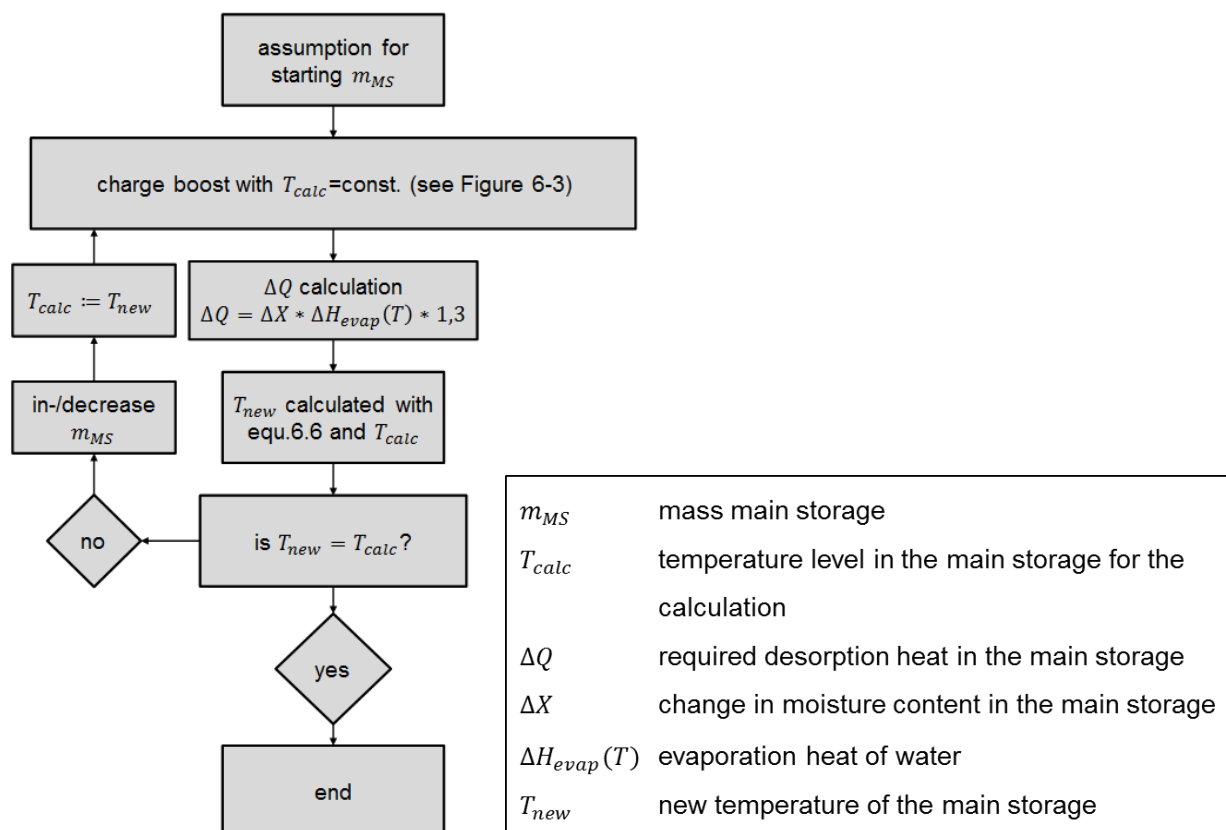 assumption for
starting m_MS
charge boost with T_calc=const. (see Figure 6-3)
T_calc := T_new
ΔQ calculation
ΔQ = ΔX * ΔH_evap(T) * 1,3
in-/decrease
m_MS
T_new calculated with
equ.6.6 and T_calc
no
is T_new = T_calc?
yes
end
m_MS mass main storage
T_calc temperature level in the main storage for the
calculation
ΔQ required desorption heat in the main storage
ΔX change in moisture content in the main storage
ΔH_evap(T) evaporation heat of water
T_new new temperature of the main storage